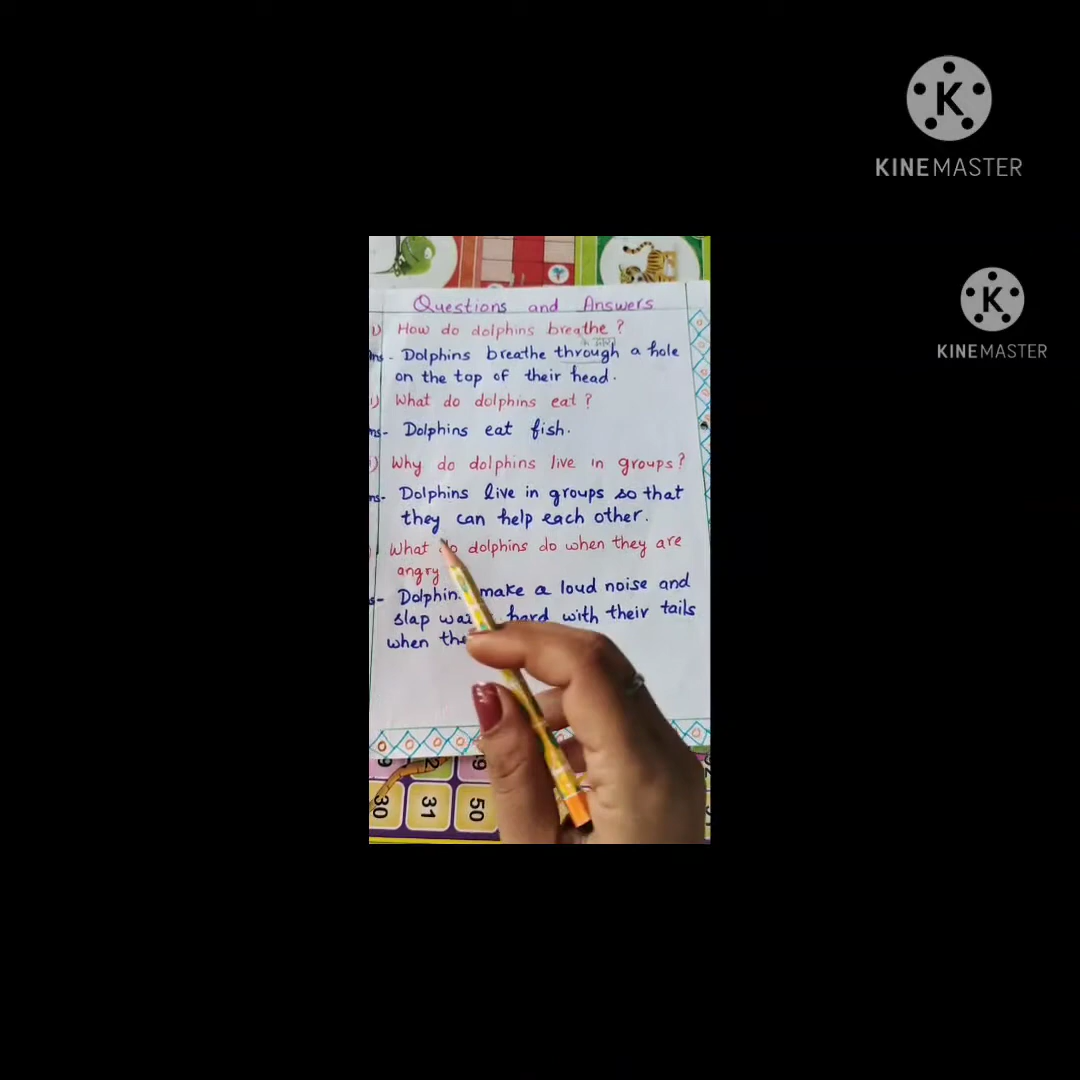 KINEMASTER
KINEMASTER
Questions and Answers
How do dolphins breathe ?
Dolphins breathe through a hole
on the top of their head.
What do dolphins eat ?
Dolphins eat fish.
Why do dolphins live in groups?
Dolphins live in groups so that
they can help each other.
What do dolphins do when they are
angry
Dolphin make a loud noise and
slap hard with their tails
when
30 31 50